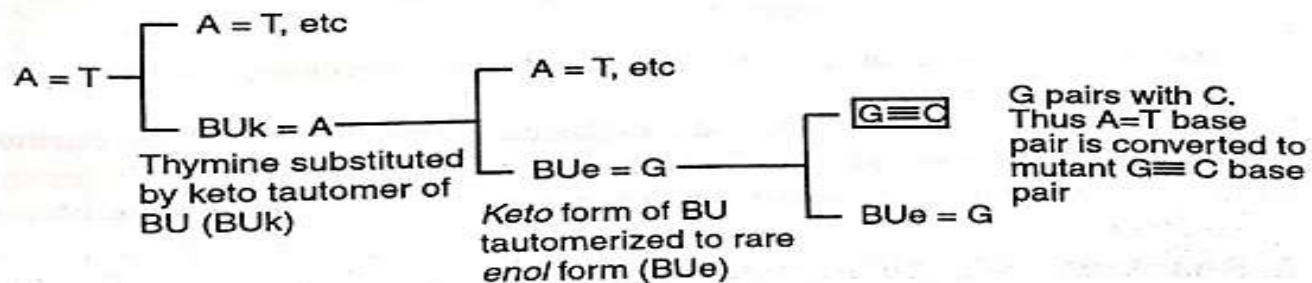 A = T, etc
A = T
BUk = A
Thymine substituted
by keto tautomer of
BU (BUk)
A = T, etc
BUe = G
Keto form of BU
tautomerized to rare
enol form (BUe)
G≡C
BUe = G
G pairs with C.
Thus A=T base
pair is converted to
mutant G≡ C base
pair